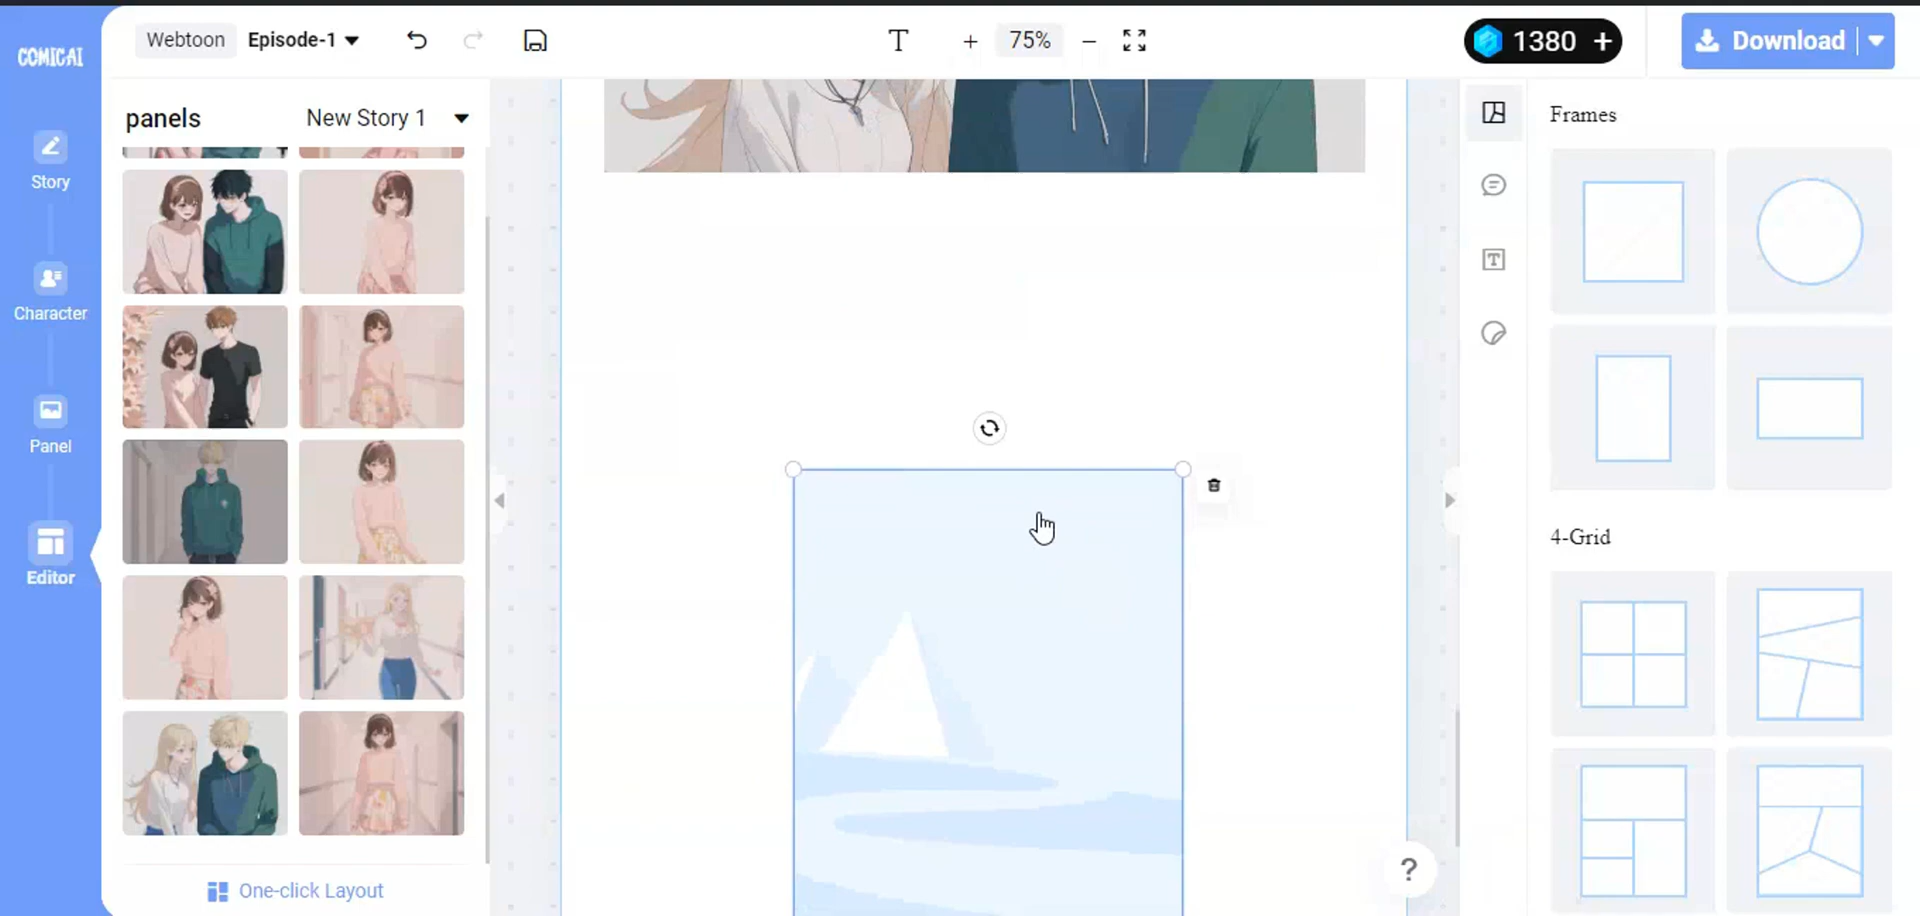 COMICAI
Webtoon
Episode-1
T
+
75%
1380 +
Download
panels
New Story 1
Frames
Story
Character
Panel
Editor
4-Grid
?
One-click Layout